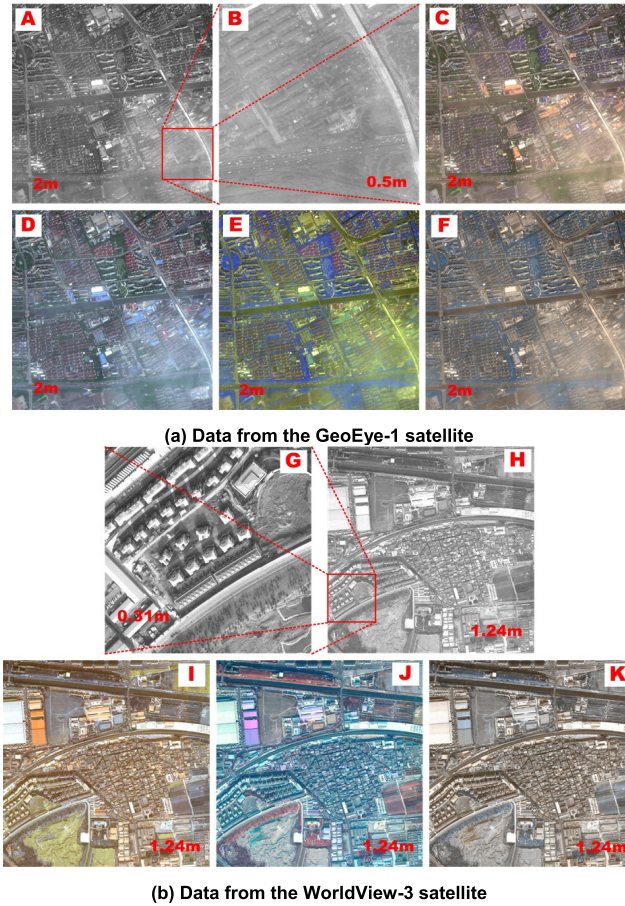 A
B
C
2m
0.5m
D
E
F
2m
2m
2m
(a) Data from the GeoEye-1 satellite
G
H
0.31m
1.24m
I
J
K
1.24m
1.24m
1.24m
(b) Data from the WorldView-3 satellite